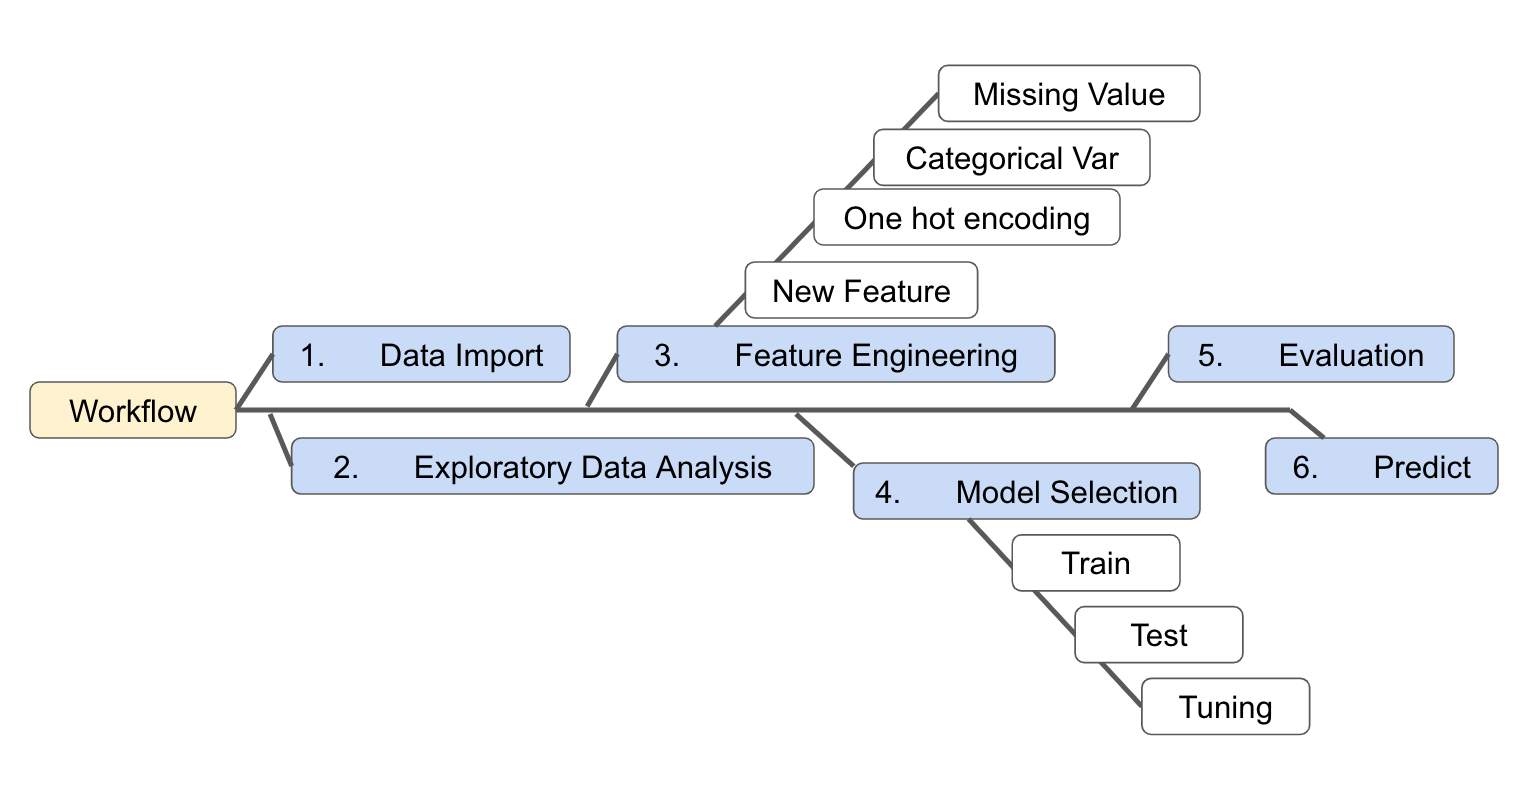 Missing Value
Categorical Var
One hot encoding
New Feature
1. Data Import
3. Feature Engineering
5. Evaluation
Workflow
2. Exploratory Data Analysis
6. Predict
4. Model Selection
Train
Test
Tuning